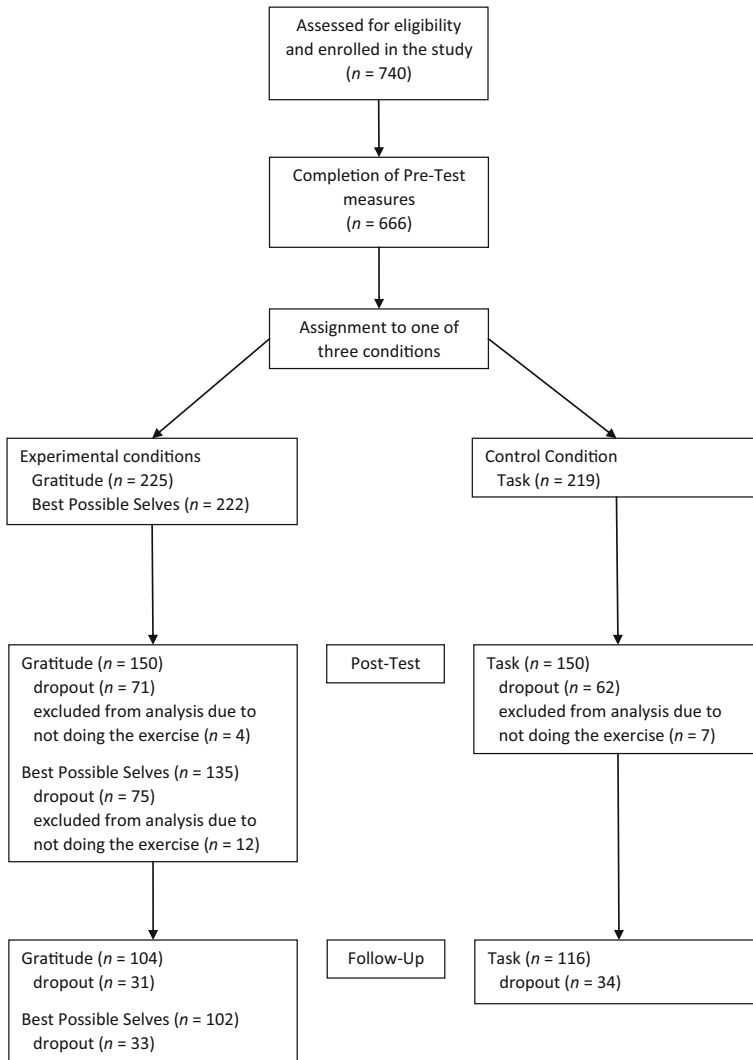 Assessed for eligibility
and enrolled in the study
(n = 740)
Completion of Pre-Test
measures
(n = 666)
Assignment to one of
three conditions
Experimental conditions
Gratitude (n = 225)
Best Possible Selves (n = 222)
Control Condition
Task (n = 219)
Gratitude (n = 150)
dropout (n = 71)
excluded from analysis due to
not doing the exercise (n = 4)
Best Possible Selves (n = 135)
dropout (n = 75)
excluded from analysis due to
not doing the exercise (n = 12)
Post-Test
Task (n = 150)
dropout (n = 62)
excluded from analysis due to
not doing the exercise (n = 7)
Gratitude (n = 104)
dropout (n = 31)
Best Possible Selves (n = 102)
dropout (n = 33)
Follow-Up
Task (n = 116)
dropout (n = 34)